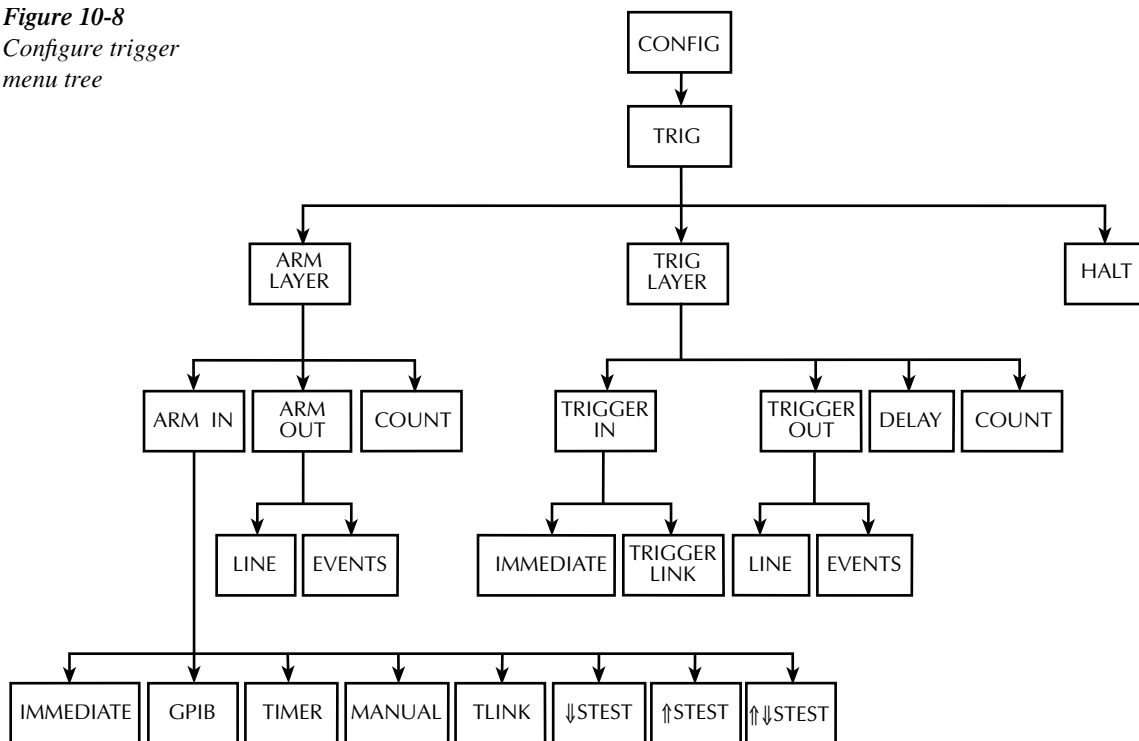 Figure 10-8
Configure trigger
menu tree
CONFIG
TRIG
ARM
LAYER
TRIG
LAYER
HALT
ARM IN
ARM
OUT
COUNT
TRIGGER
IN
TRIGGER
OUT
DELAY
COUNT
LINE
EVENTS
IMMEDIATE
TRIGGER
LINK
LINE
EVENTS
IMMEDIATE
GPIB
TIMER
MANUAL
TLINK
⇓STEST
⇑STEST
⇑⇓STEST